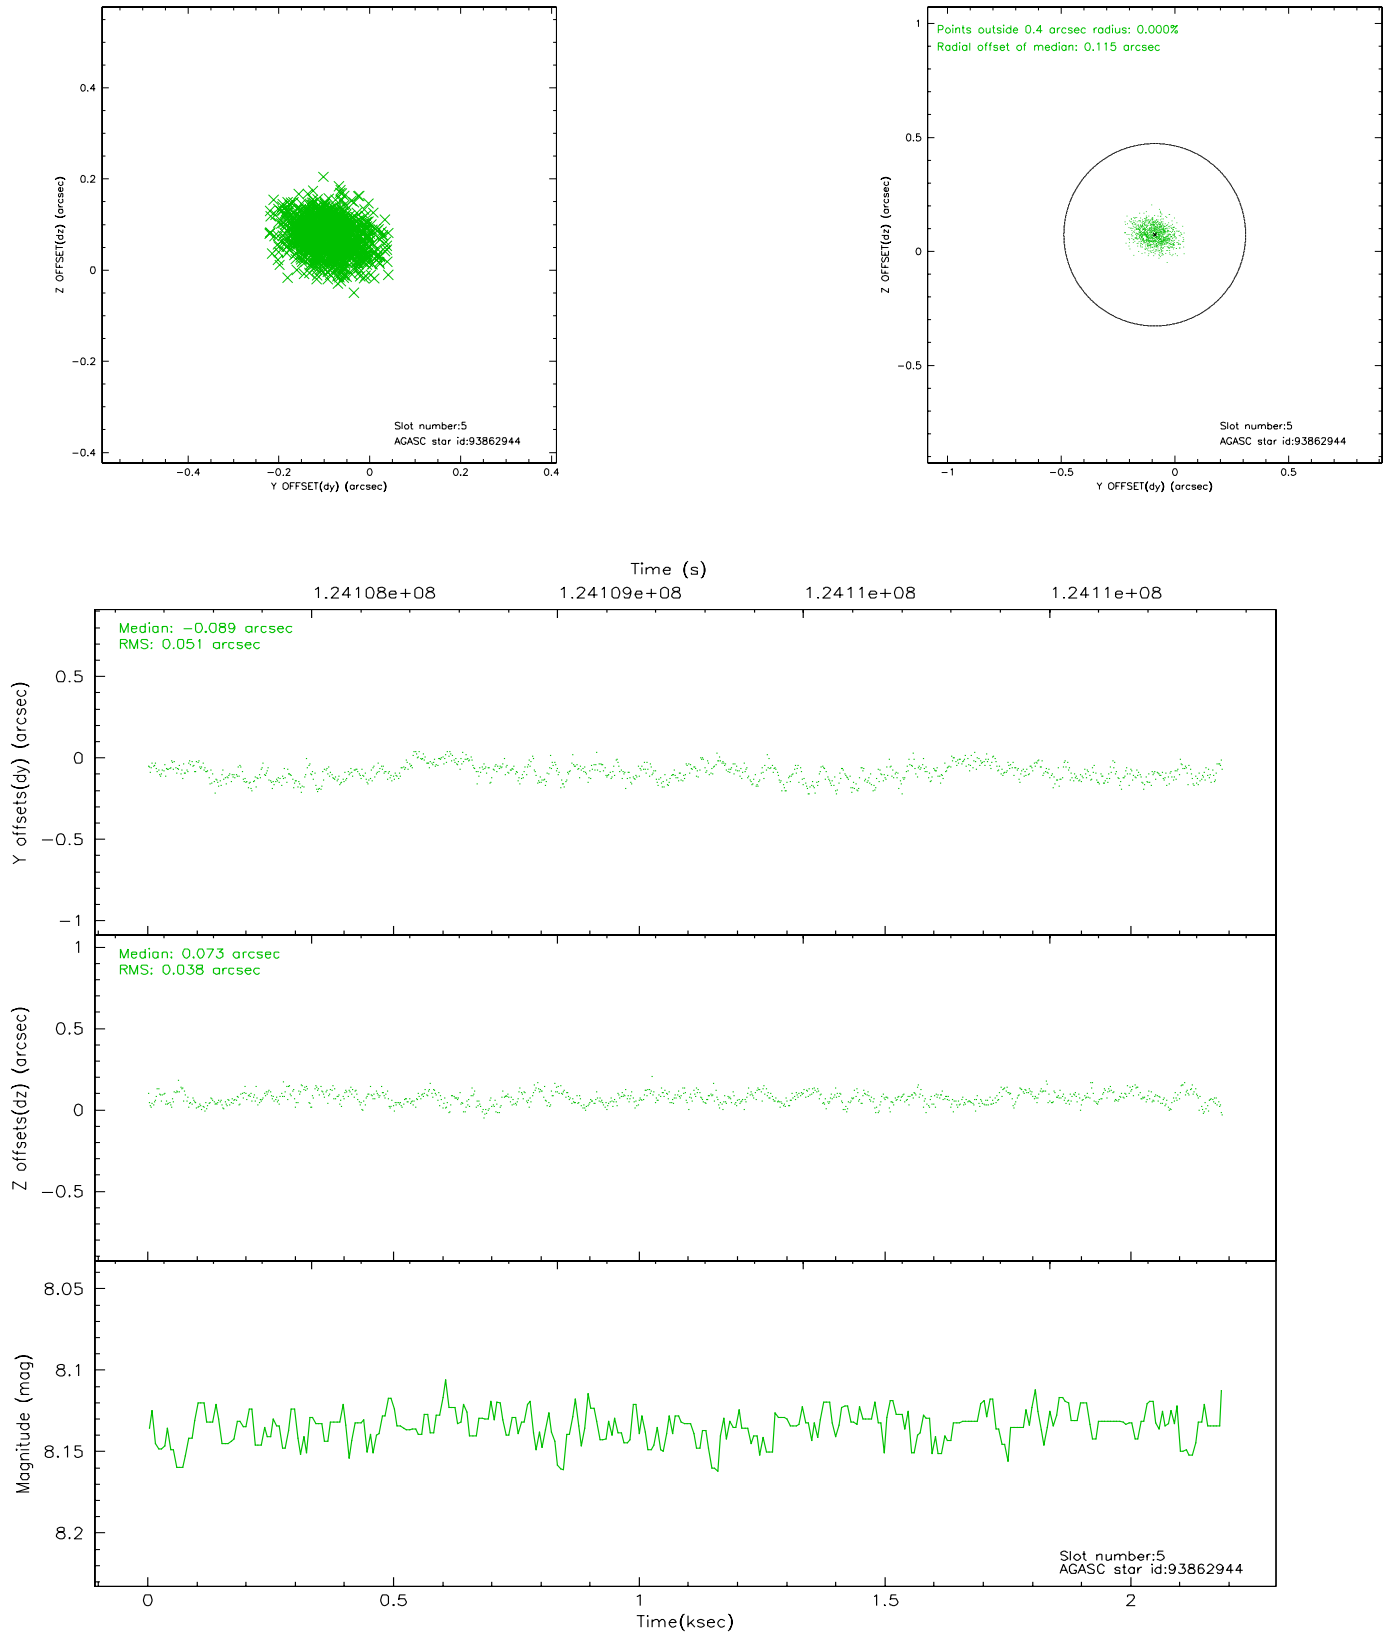 0.4
0.2
0
−0.2
−0.4
Z OFFSET(dz) (arcsec)
Slot number:5
AGASC star id:93862944
−0.4 −0.2 0 0.2 0.4
Y OFFSET(dy) (arcsec)
Points outside 0.4 arcsec radius: 0.000%
Radial offset of median: 0.115 arcsec
1
0.5
0
−0.5
Z OFFSET(dz) (arcsec)
Slot number:5
AGASC star id:93862944
−1 −0.5 0 0.5
Y OFFSET(dy) (arcsec)
Time (s)
1.24108e+08 1.24109e+08 1.2411e+08 1.2411e+08
Median: −0.089 arcsec
RMS: 0.051 arcsec
0.5
0
−0.5
−1
Y offsets(dy) (arcsec)
Median: 0.073 arcsec
RMS: 0.038 arcsec
1
0.5
0
−0.5
Z offsets(dz) (arcsec)
8.05
8.1
8.15
8.2
Magnitude (mag)
Slot number:5
AGASC star id:93862944
0 0.5 1 1.5 2
Time(ksec)